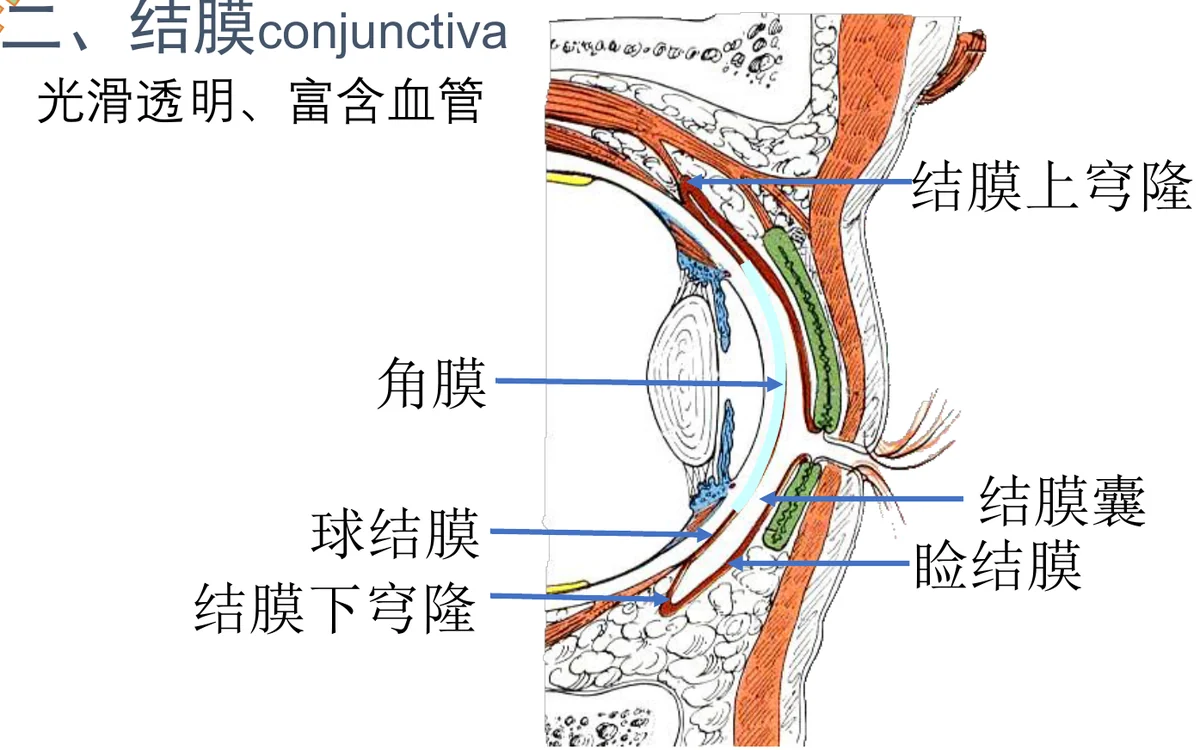 二、结膜conjunctiva
光滑透明、富含血管
结膜上穹隆
角膜
结膜囊
球结膜
睑结膜
结膜下穹隆